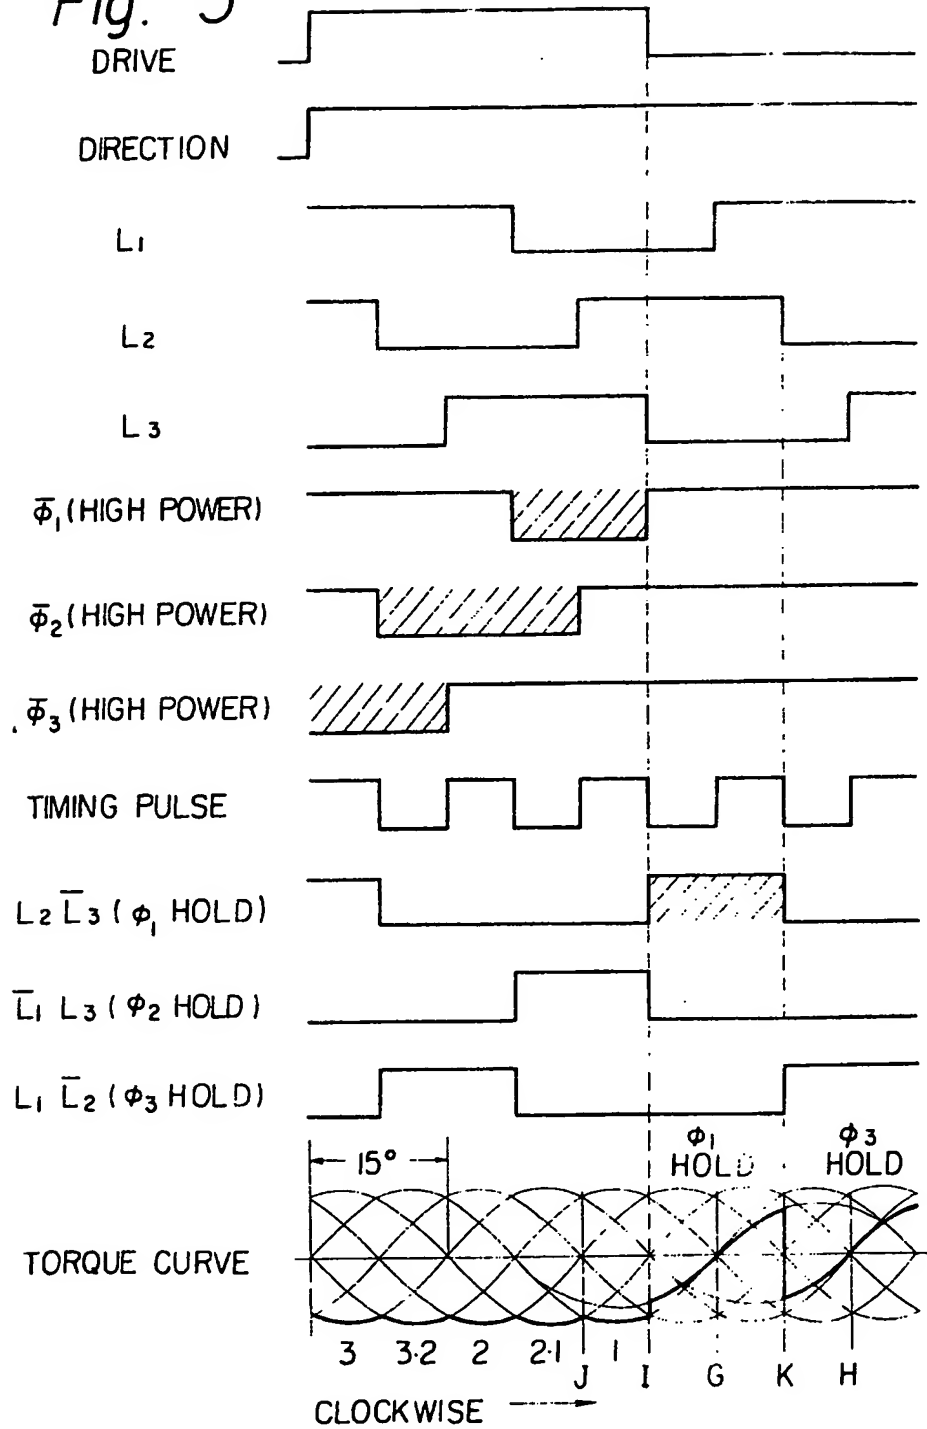 Fig. 5
DRIVE
DIRECTION
L1
L2
L3
Φ̅1 (HIGH POWER)
Φ̅2 (HIGH POWER)
Φ̅3 (HIGH POWER)
TIMING PULSE
L2 L̅3 ( Φ1 HOLD)
L̅1 L3 ( Φ2 HOLD)
L1 L̅2 (Φ3 HOLD)
Φ1 HOLD
Φ3 HOLD
15°
TORQUE CURVE
3 3·2 2 2·1 1
J I G K H
CLOCKWISE